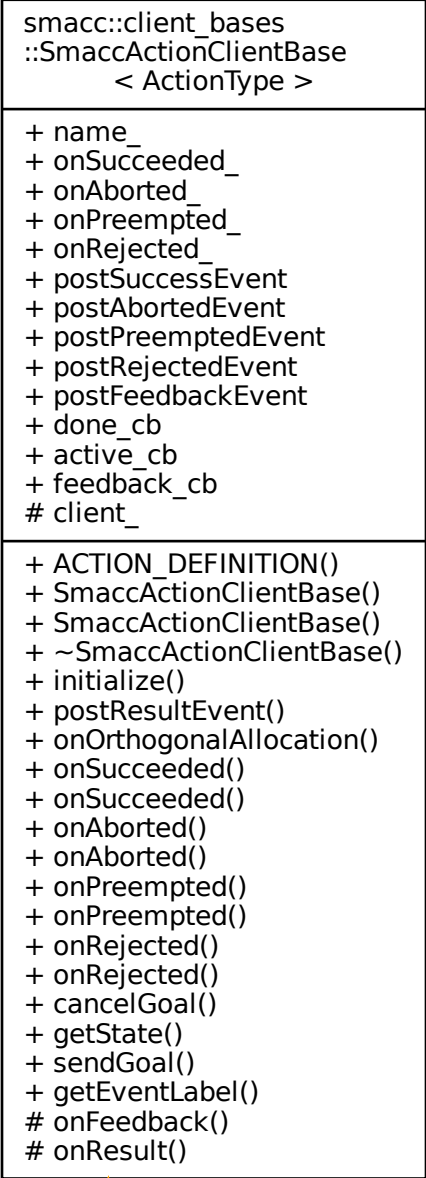 smacc::client_bases
::SmaccActionClientBase
< ActionType >
+ name_
+ onSucceeded_
+ onAborted_
+ onPreempted_
+ onRejected_
+ postSuccessEvent
+ postAbortedEvent
+ postPreemptedEvent
+ postRejectedEvent
+ postFeedbackEvent
+ done_cb
+ active_cb
+ feedback_cb
# client_
+ ACTION_DEFINITION()
+ SmaccActionClientBase()
+ SmaccActionClientBase()
+ ~SmaccActionClientBase()
+ initialize()
+ postResultEvent()
+ onOrthogonalAllocation()
+ onSucceeded()
+ onSucceeded()
+ onAborted()
+ onAborted()
+ onPreempted()
+ onPreempted()
+ onRejected()
+ onRejected()
+ cancelGoal()
+ getState()
+ sendGoal()
+ getEventLabel()
# onFeedback()
# onResult()